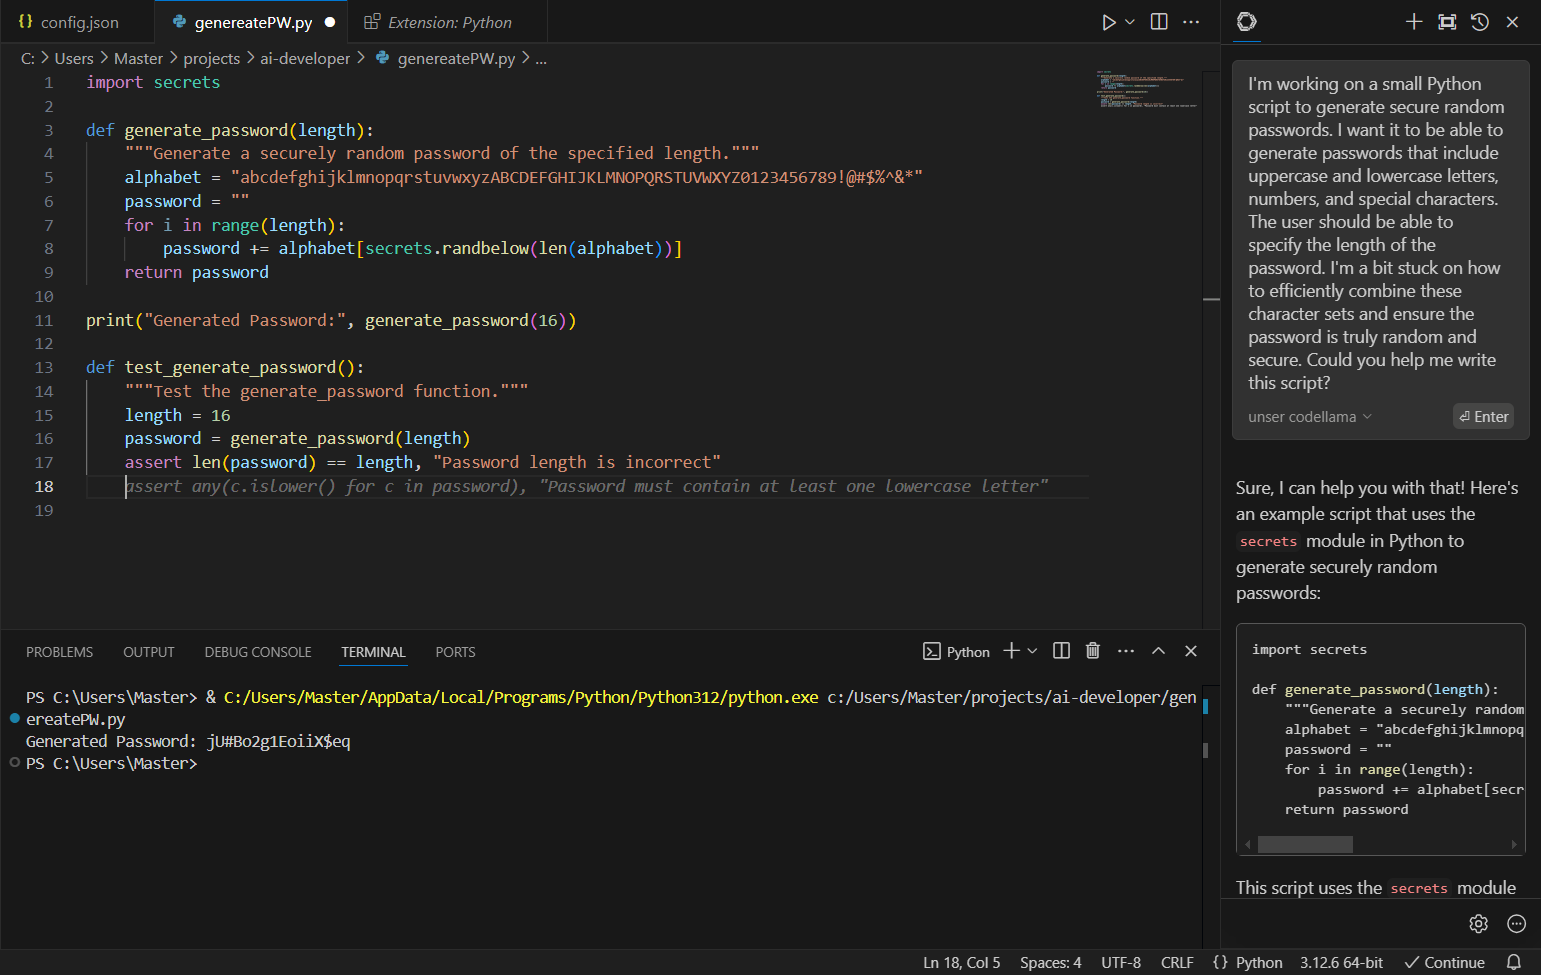 {} config.json
genereatePW.py
Extension: Python
C: > Users > Master > projects > ai-developer > genereatePW.py > ...
1 import secrets
2
3 def generate_password(length):
4 """Generate a securely random password of the specified length."""
5 alphabet = "abcdefghijklmnopqrstuvwxyzABCDEFGHIJKLMNOPQRSTUVWXYZ0123456789!@#$%^&*"
6 password = ""
7 for i in range(length):
8 password += alphabet[secrets.randbelow(len(alphabet))]
9 return password
10
11 print("Generated Password:", generate_password(16))
12
13 def test_generate_password():
14 """Test the generate_password function."""
15 length = 16
16 password = generate_password(length)
17 assert len(password) == length, "Password length is incorrect"
18 assert any(c.islower() for c in password), "Password must contain at least one lowercase letter"
19
PROBLEMS OUTPUT DEBUG CONSOLE TERMINAL PORTS
Python
PS C:\Users\Master> & C:/Users/Master/AppData/Local/Programs/Python/Python312/python.exe c:/Users/Master/projects/ai-developer/gen
ereatePW.py
Generated Password: jU#Bo2g1EoiiX$eq
PS C:\Users\Master>
I'm working on a small Python
script to generate secure random
passwords. I want it to be able to
generate passwords that include
uppercase and lowercase letters,
numbers, and special characters.
The user should be able to
specify the length of the
password. I'm a bit stuck on how
to efficiently combine these
character sets and ensure the
password is truly random and
secure. Could you help me write
this script?
unser codellama
⏎ Enter
Sure, I can help you with that! Here's
an example script that uses the
secrets module in Python to
generate securely random
passwords:
import secrets
def generate_password(length):
"""Generate a securely random
alphabet = "abcdefghijklmnopq
password = ""
for i in range(length):
password += alphabet[secr
return password
This script uses the secrets module
Ln 18, Col 5 Spaces: 4 UTF-8 CRLF {} Python 3.12.6 64-bit ✓ Continue